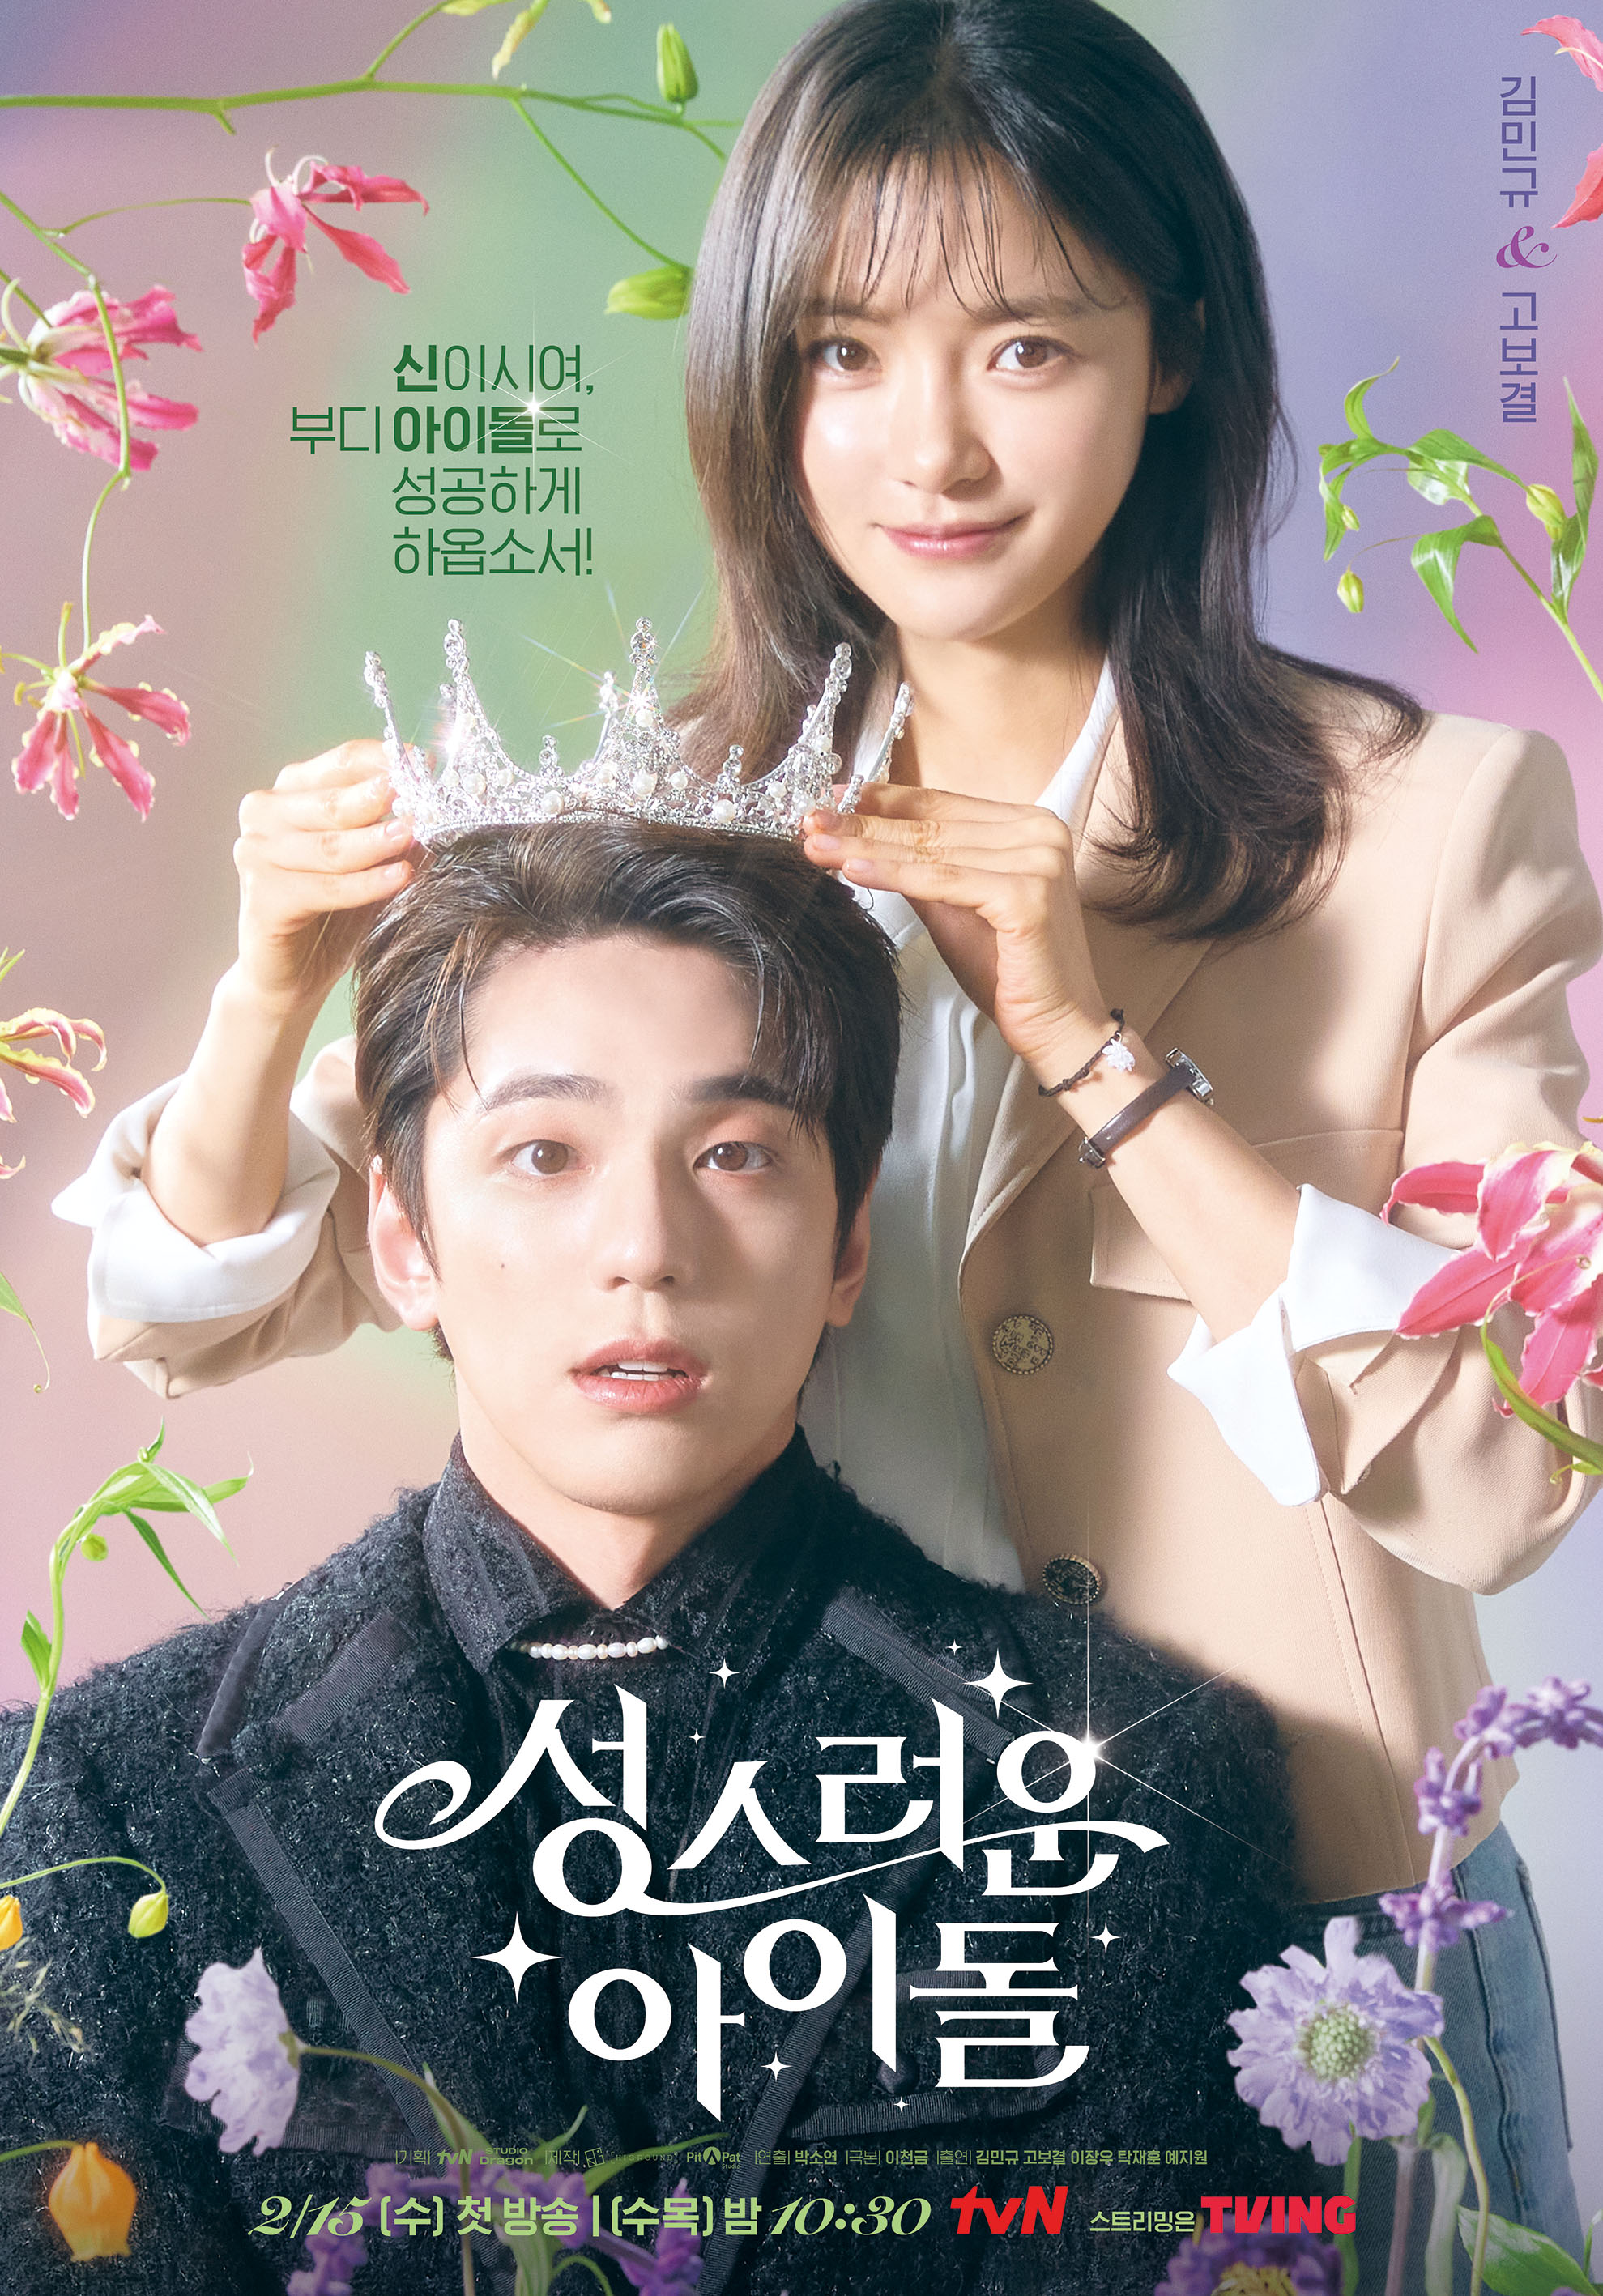 김민규 & 고보결
신이시여,
부디 아이돌로
성공하게
하옵소서!
성스러운
아이돌
|기획| tvN STUDIO Dragon |제작| HIGROUND PitAPat |연출| 박소연 |극본| 이천금 |출연| 김민규 고보결 이장우 탁재훈 예지원
2/15 (수) 첫 방송 | (수목) 밤 10:30 tvN 스트리밍은 TVING